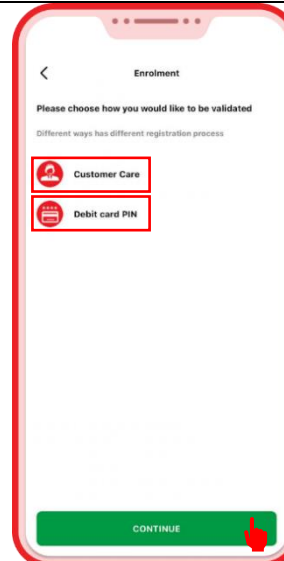 Enrolment
Please choose how you would like to be validated
Different ways has different registration process
Customer Care
Debit card PIN
CONTINUE